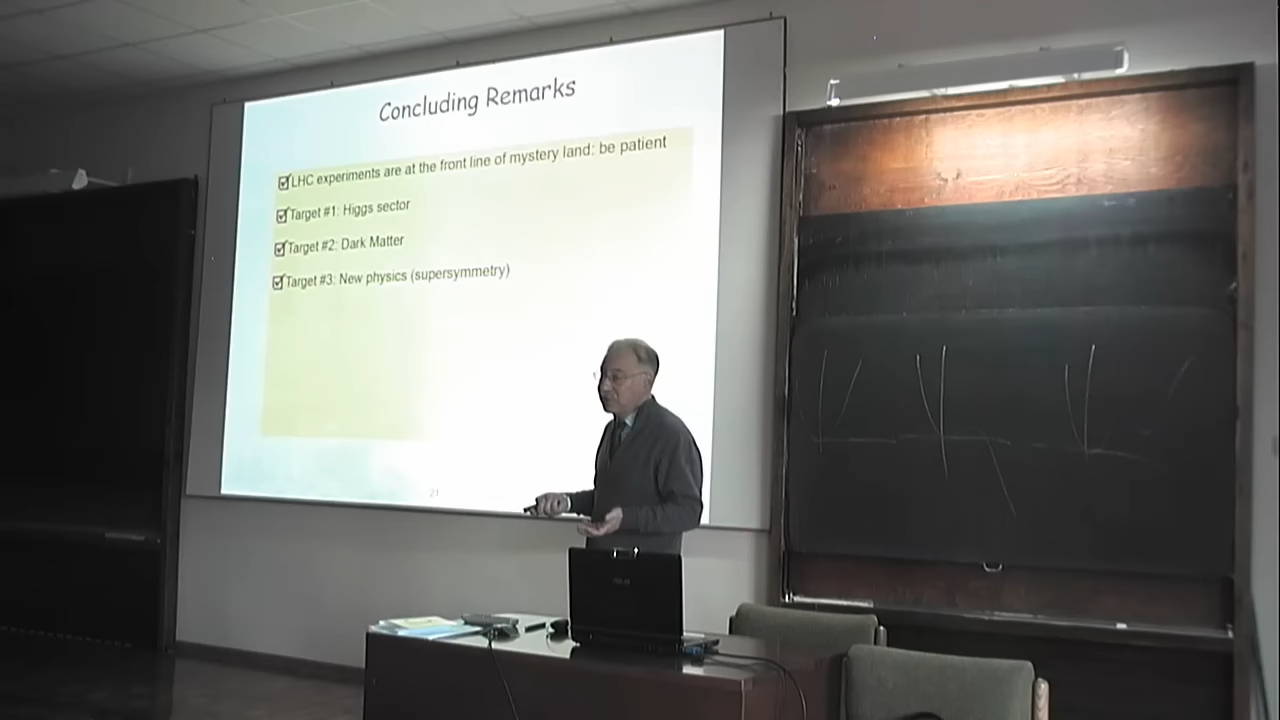 Concluding Remarks
LHC experiments are at the front line of mystery land: be patient
Target #1: Higgs sector
Target #2: Dark Matter
Target #3: New physics (supersymmetry)
21
ASUS